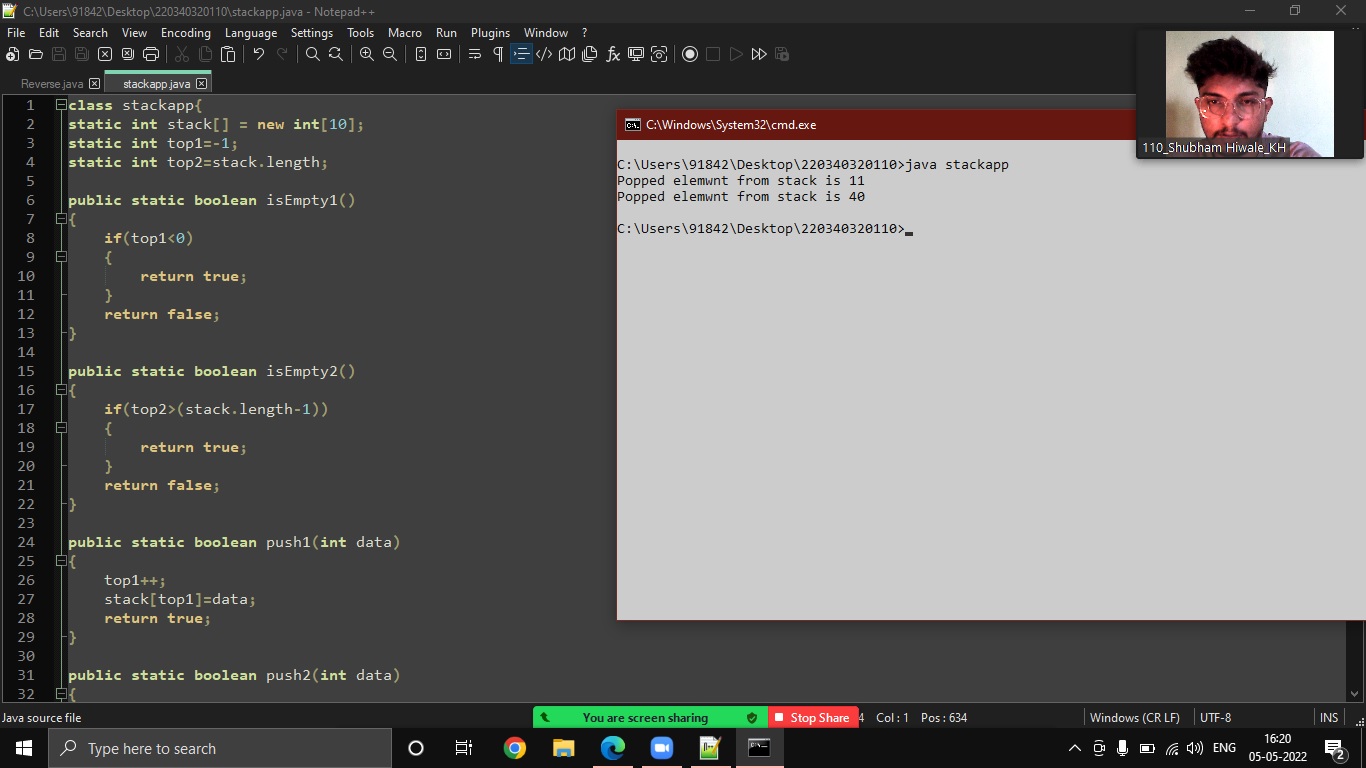 C:\Users\91842\Desktop\220340320110\stackapp.java - Notepad++
File Edit Search View Encoding Language Settings Tools Macro Run Plugins Window ?
Reverse.java stackapp.java
1 class stackapp{
2 static int stack[] = new int[10];
3 static int top1=-1;
4 static int top2=stack.length;
5
6 public static boolean isEmpty1()
7 {
8 if(top1<0)
9 {
10 return true;
11 }
12 return false;
13 }
14
15 public static boolean isEmpty2()
16 {
17 if(top2>(stack.length-1))
18 {
19 return true;
20 }
21 return false;
22 }
23
24 public static boolean push1(int data)
25 {
26 top1++;
27 stack[top1]=data;
28 return true;
29 }
30
31 public static boolean push2(int data)
32 {
C:\Windows\System32\cmd.exe
C:\Users\91842\Desktop\220340320110>java stackapp
Popped elemwnt from stack is 11
Popped elemwnt from stack is 40
C:\Users\91842\Desktop\220340320110>
110_Shubham Hiwale_KH
Java source file
You are screen sharing Stop Share
4 Col : 1 Pos : 634
Windows (CR LF) UTF-8 INS
Type here to search
ENG
16:20
05-05-2022
2